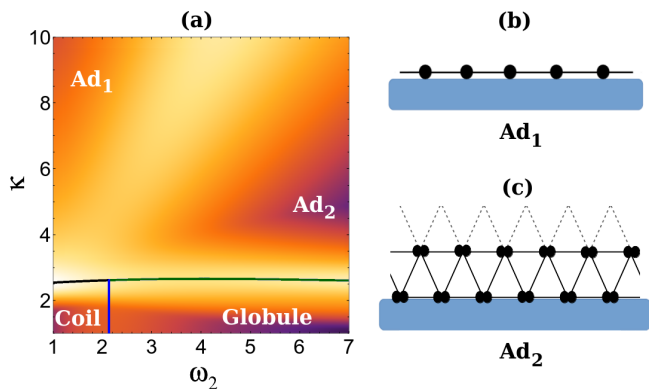 (a)
10
8
6
4
2
κ
Ad₁
Ad₂
Coil
Globule
1 2 3 4 5 6 7
ω₂
(b)
Ad₁
(c)
Ad₂